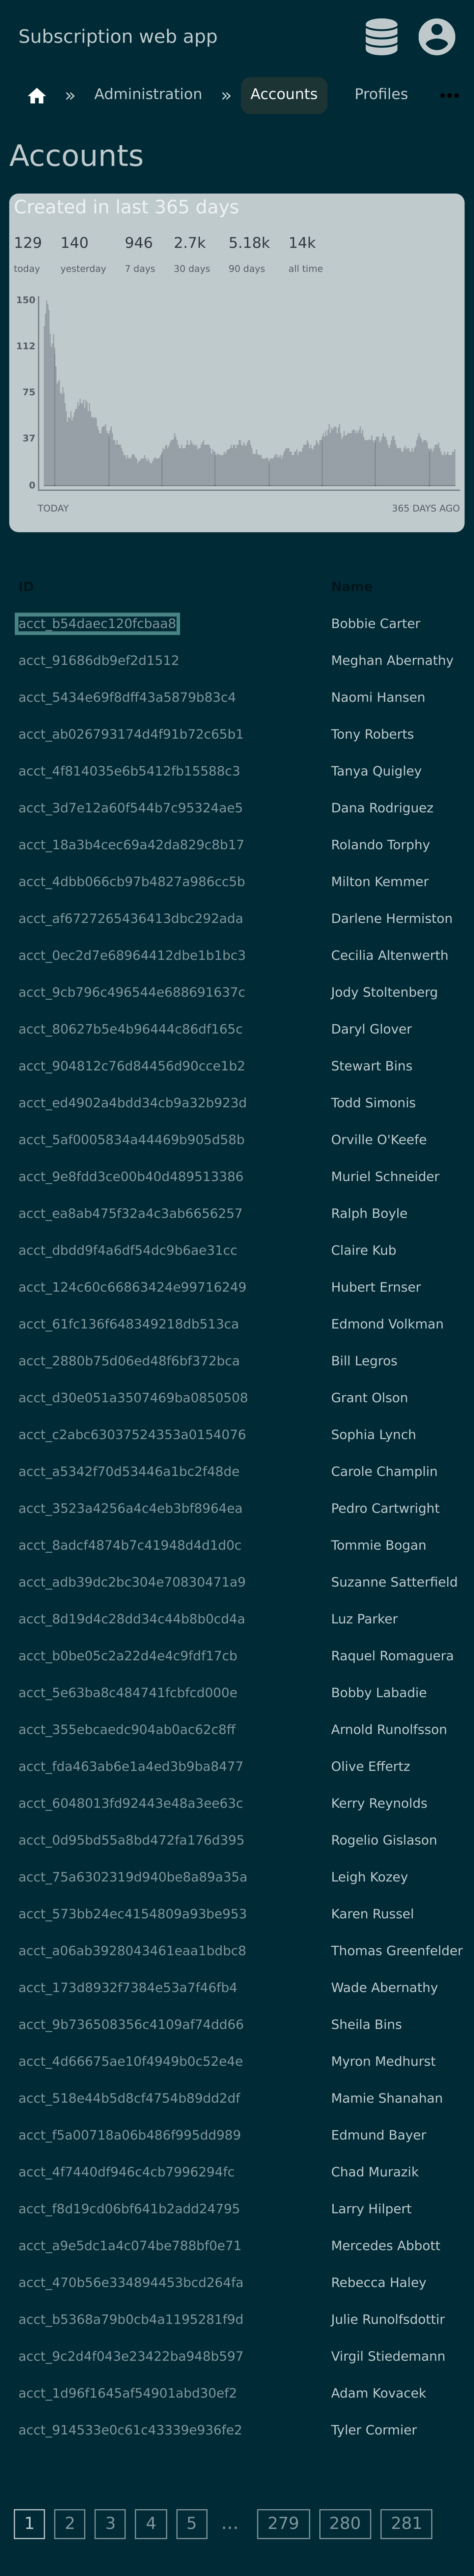 Subscription web app
» Administration » Accounts Profiles
Accounts
Created in last 365 days
129 140 946 2.7k 5.18k 14k
today yesterday 7 days 30 days 90 days all time
150
112
75
37
0
TODAY 365 DAYS AGO
ID Name
acct_b54daec120fcbaa8 Bobbie Carter
acct_91686db9ef2d1512 Meghan Abernathy
acct_5434e69f8dff43a5879b83c4 Naomi Hansen
acct_ab026793174d4f91b72c65b1 Tony Roberts
acct_4f814035e6b5412fb15588c3 Tanya Quigley
acct_3d7e12a60f544b7c95324ae5 Dana Rodriguez
acct_18a3b4cec69a42da829c8b17 Rolando Torphy
acct_4dbb066cb97b4827a986cc5b Milton Kemmer
acct_af6727265436413dbc292ada Darlene Hermiston
acct_0ec2d7e68964412dbe1b1bc3 Cecilia Altenwerth
acct_9cb796c496544e688691637c Jody Stoltenberg
acct_80627b5e4b96444c86df165c Daryl Glover
acct_904812c76d84456d90cce1b2 Stewart Bins
acct_ed4902a4bdd34cb9a32b923d Todd Simonis
acct_5af0005834a44469b905d58b Orville O'Keefe
acct_9e8fdd3ce00b40d489513386 Muriel Schneider
acct_ea8ab475f32a4c3ab6656257 Ralph Boyle
acct_dbdd9f4a6df54dc9b6ae31cc Claire Kub
acct_124c60c66863424e99716249 Hubert Ernser
acct_61fc136f648349218db513ca Edmond Volkman
acct_2880b75d06ed48f6bf372bca Bill Legros
acct_d30e051a3507469ba0850508 Grant Olson
acct_c2abc63037524353a0154076 Sophia Lynch
acct_a5342f70d53446a1bc2f48de Carole Champlin
acct_3523a4256a4c4eb3bf8964ea Pedro Cartwright
acct_8adcf4874b7c41948d4d1d0c Tommie Bogan
acct_adb39dc2bc304e70830471a9 Suzanne Satterfield
acct_8d19d4c28dd34c44b8b0cd4a Luz Parker
acct_b0be05c2a22d4e4c9fdf17cb Raquel Romaguera
acct_5e63ba8c484741fcbfcd000e Bobby Labadie
acct_355ebcaedc904ab0ac62c8ff Arnold Runolfsson
acct_fda463ab6e1a4ed3b9ba8477 Olive Effertz
acct_6048013fd92443e48a3ee63c Kerry Reynolds
acct_0d95bd55a8bd472fa176d395 Rogelio Gislason
acct_75a6302319d940be8a89a35a Leigh Kozey
acct_573bb24ec4154809a93be953 Karen Russel
acct_a06ab3928043461eaa1bdbc8 Thomas Greenfelder
acct_173d8932f7384e53a7f46fb4 Wade Abernathy
acct_9b736508356c4109af74dd66 Sheila Bins
acct_4d66675ae10f4949b0c52e4e Myron Medhurst
acct_518e44b5d8cf4754b89dd2df Mamie Shanahan
acct_f5a00718a06b486f995dd989 Edmund Bayer
acct_4f7440df946c4cb7996294fc Chad Murazik
acct_f8d19cd06bf641b2add24795 Larry Hilpert
acct_a9e5dc1a4c074be788bf0e71 Mercedes Abbott
acct_470b56e334894453bcd264fa Rebecca Haley
acct_b5368a79b0cb4a1195281f9d Julie Runolfsdottir
acct_9c2d4f043e23422ba948b597 Virgil Stiedemann
acct_1d96f1645af54901abd30ef2 Adam Kovacek
acct_914533e0c61c43339e936fe2 Tyler Cormier
1 2 3 4 5 … 279 280 281